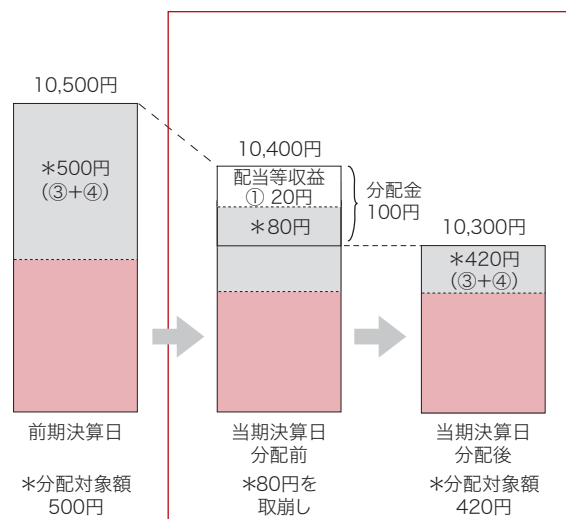 10,500円
＊500円
（③＋④）
前期決算日
＊分配対象額
500円
10,400円
配当等収益
① 20円
＊80円
分配金
100円
当期決算日
分配前
＊80円を
取崩し
10,300円
＊420円
（③＋④）
当期決算日
分配後
＊分配対象額
420円